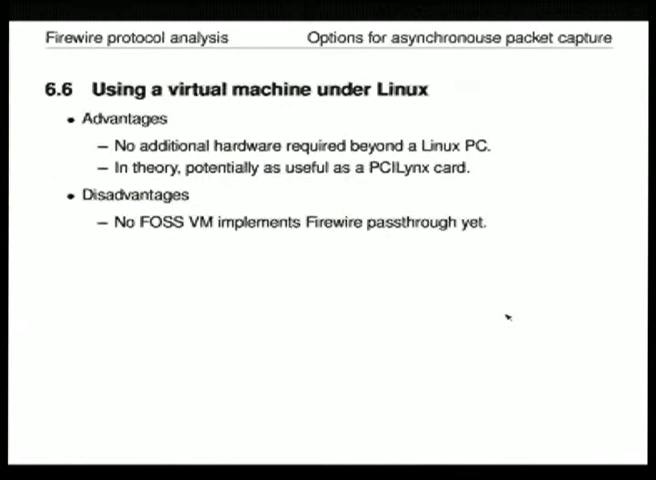 Firewire protocol analysis
Options for asynchronouse packet capture
6.6 Using a virtual machine under Linux
• Advantages
– No additional hardware required beyond a Linux PC.
– In theory, potentially as useful as a PCILynx card.
• Disadvantages
– No FOSS VM implements Firewire passthrough yet.